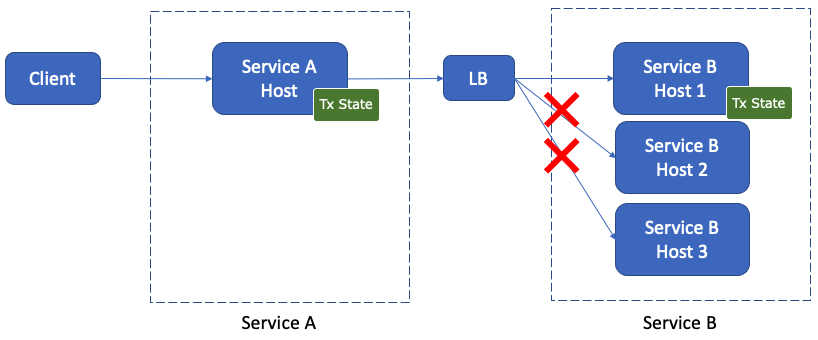 Client
Service A
Host
Tx State
LB
Service B
Host 1
Tx State
Service B
Host 2
Service B
Host 3
Service A
Service B